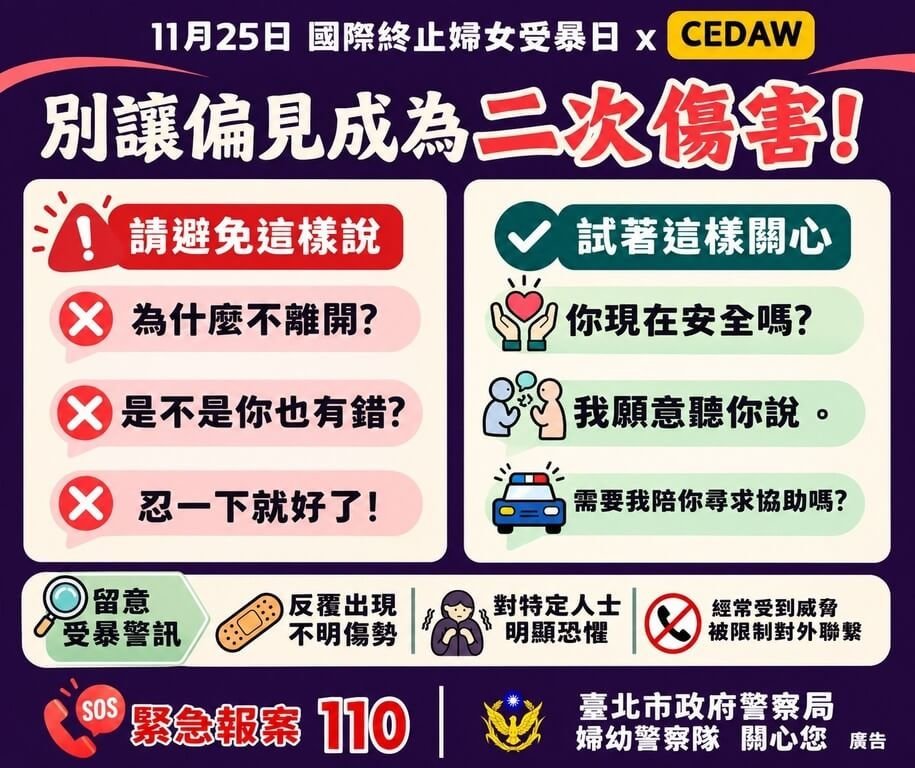 11月25日 國際終止婦女受暴日 x CEDAW
別讓偏見成為二次傷害!
請避免這樣說
為什麼不離開?
是不是你也有錯?
忍一下就好了!
試著這樣關心
你現在安全嗎?
我願意聽你說。
需要我陪你尋求協助嗎?
留意
受暴警訊
反覆出現
不明傷勢
對特定人士
明顯恐懼
經常受到威脅
被限制對外聯繫
SOS
緊急報案 110
臺北市政府警察局
婦幼警察隊 關心您 廣告